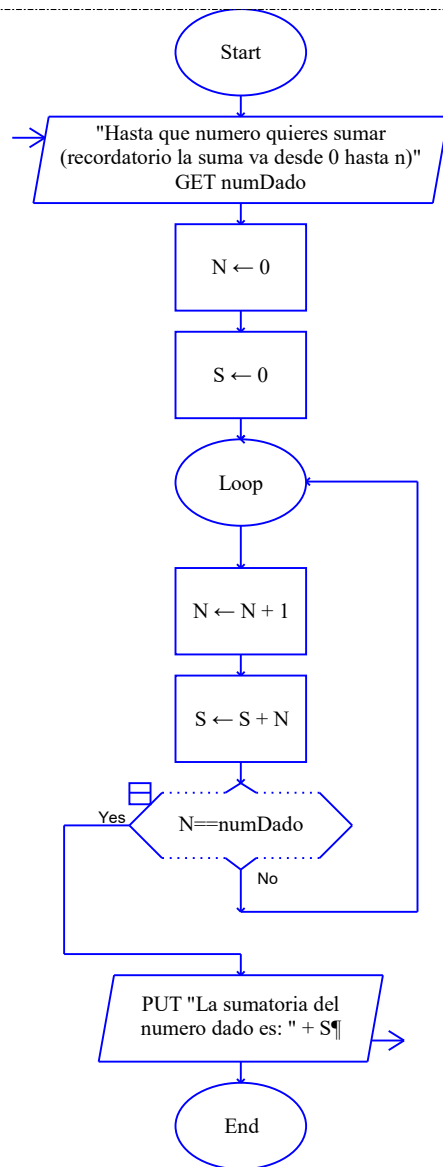 Start
"Hasta que numero quieres sumar
(recordatorio la suma va desde 0 hasta n)"
GET numDado
N ← 0
S ← 0
Loop
N ← N + 1
S ← S + N
Yes
N==numDado
No
PUT "La sumatoria del
numero dado es: " + S¶
End